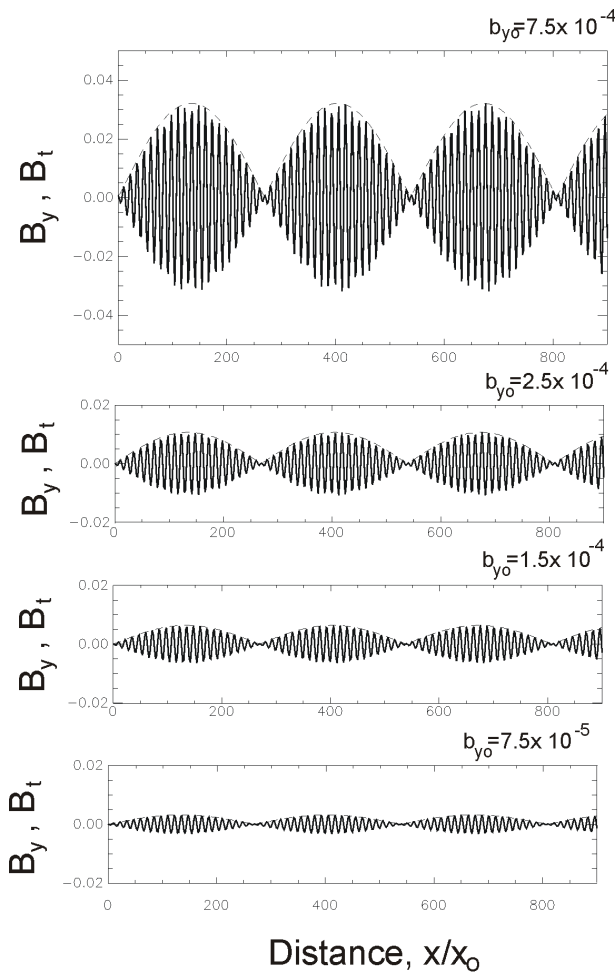 b_yo=7.5x 10^-4
0.04
0.02
0.00
−0.02
−0.04
B_y , B_t
0 200 400 600 800
b_yo=2.5x 10^-4
0.02
0.00
−0.02
B_y , B_t
0 200 400 600 800
b_yo=1.5x 10^-4
0.02
0.00
−0.02
B_y , B_t
0 200 400 600 800
b_yo=7.5x 10^-5
0.02
0.00
−0.02
B_y , B_t
0 200 400 600 800
Distance, x/x_o